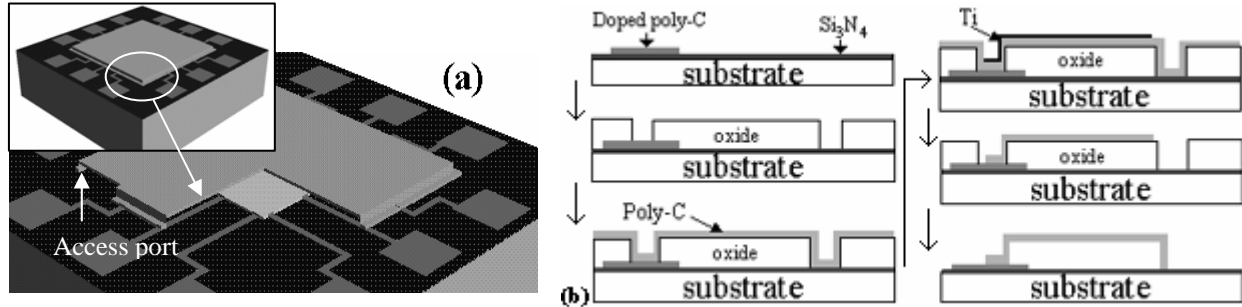 (a)
Access port
Doped poly-C
Si₃N₄
substrate
oxide
substrate
Poly-C
oxide
substrate
(b)
Ti
oxide
substrate
oxide
substrate
substrate